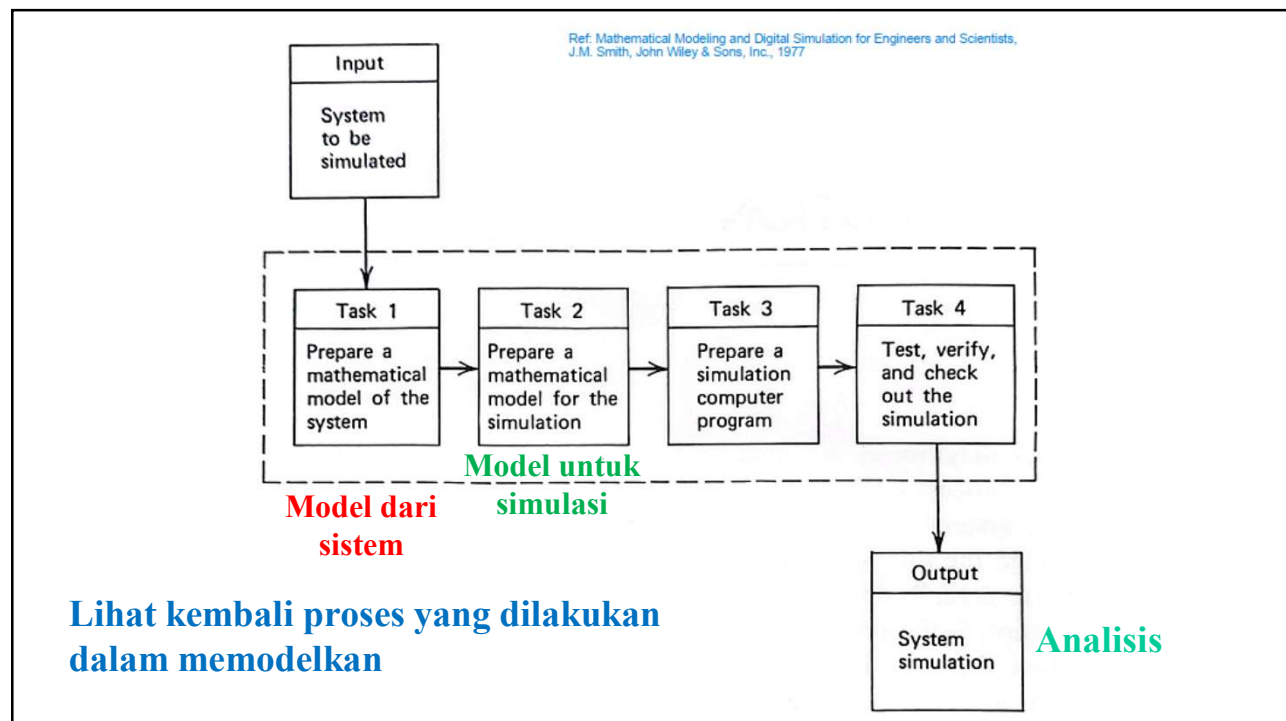 Ref: Mathematical Modeling and Digital Simulation for Engineers and Scientists,
J.M. Smith, John Wiley & Sons, Inc., 1977
Input
System
to be
simulated
Task 1
Prepare a
mathematical
model of the
system
Task 2
Prepare a
mathematical
model for the
simulation
Task 3
Prepare a
simulation
computer
program
Task 4
Test, verify,
and check
out the
simulation
Model dari
sistem
Model untuk
simulasi
Output
System
simulation
Analisis
Lihat kembali proses yang dilakukan
dalam memodelkan